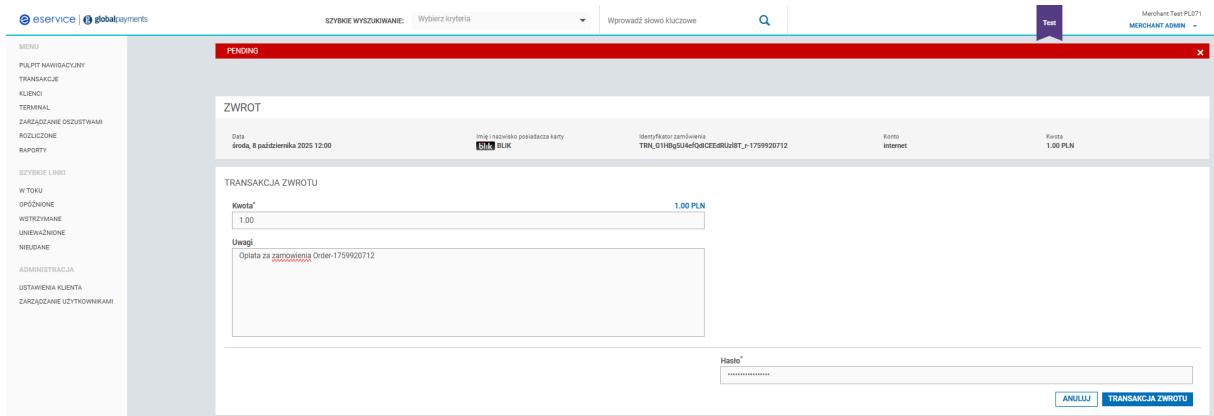 eservice | globalpayments
SZYBKIE WYSZUKIWANIE: Wybierz kryteria Wprowadź słowo kluczowe
Test
Merchant Test PL071
MERCHANT ADMIN
MENU
PULPIT NAWIGACYJNY
TRANSAKCJE
KLIENCI
TERMINAL
ZARZĄDZANIE OSZUSTWAMI
ROZLICZONE
RAPORTY
SZYBKIE LINKI
W TOKU
OPÓŹNIONE
WSTRZYMANE
UNIEWAŻNIONE
NIEUDANE
ADMINISTRACJA
USTAWIENIA KLIENTA
ZARZĄDZANIE UŻYTKOWNIKAMI
PENDING
ZWROT
Data Imię i nazwisko posiadacza karty Identyfikator zamówienia Konto Kwota
środa, 8 października 2025 12:00 blik BLIK TRN_G1HBg5U4efQdICEEdRUzl8T_r-1759920712 internet 1.00 PLN
TRANSAKCJA ZWROTU
Kwota* 1.00 PLN
1.00
Uwagi
Oplata za zamowienia Order-1759920712
Hasło*
ANULUJ TRANSAKCJA ZWROTU